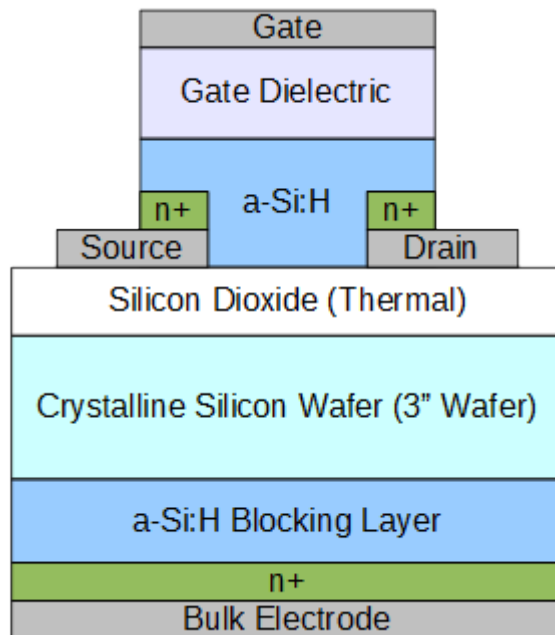 Gate
Gate Dielectric
a-Si:H
n+
n+
Source
Drain
Silicon Dioxide (Thermal)
Crystalline Silicon Wafer (3” Wafer)
a-Si:H Blocking Layer
n+
Bulk Electrode